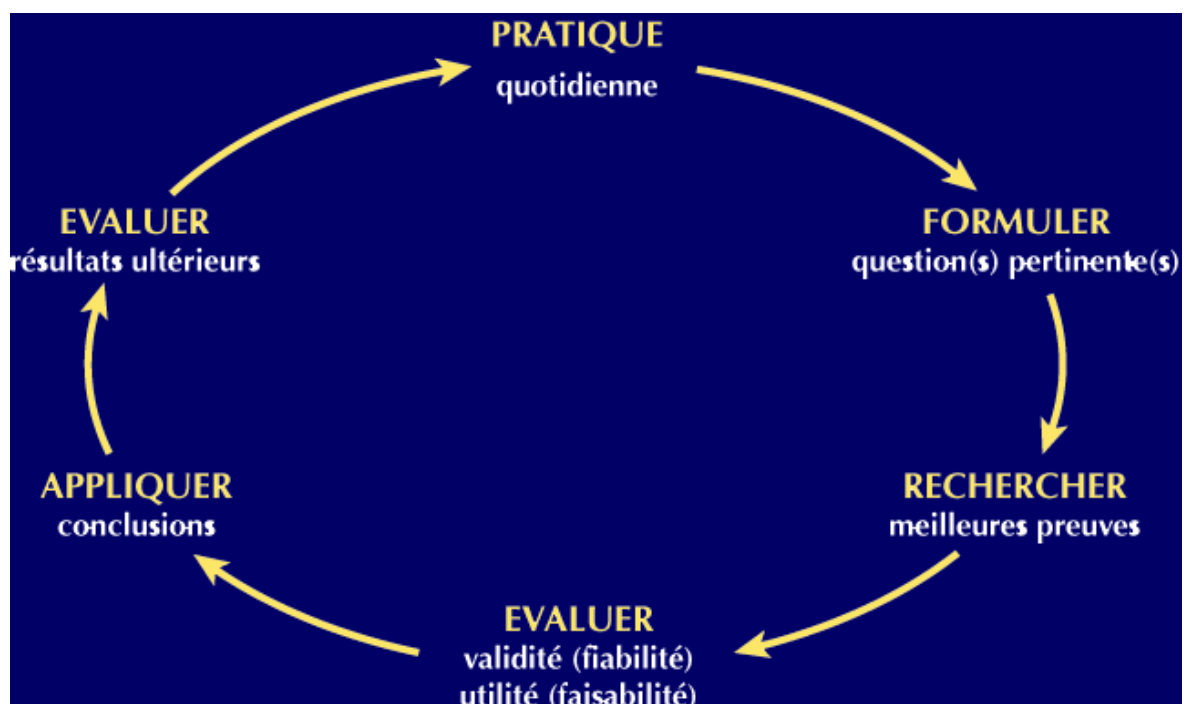 PRATIQUE
quotidienne
FORMULER
question(s) pertinente(s)
RECHERCHER
meilleures preuves
EVALUER
validité (fiabilité)
utilité (faisabilité)
APPLIQUER
conclusions
EVALUER
résultats ultérieurs